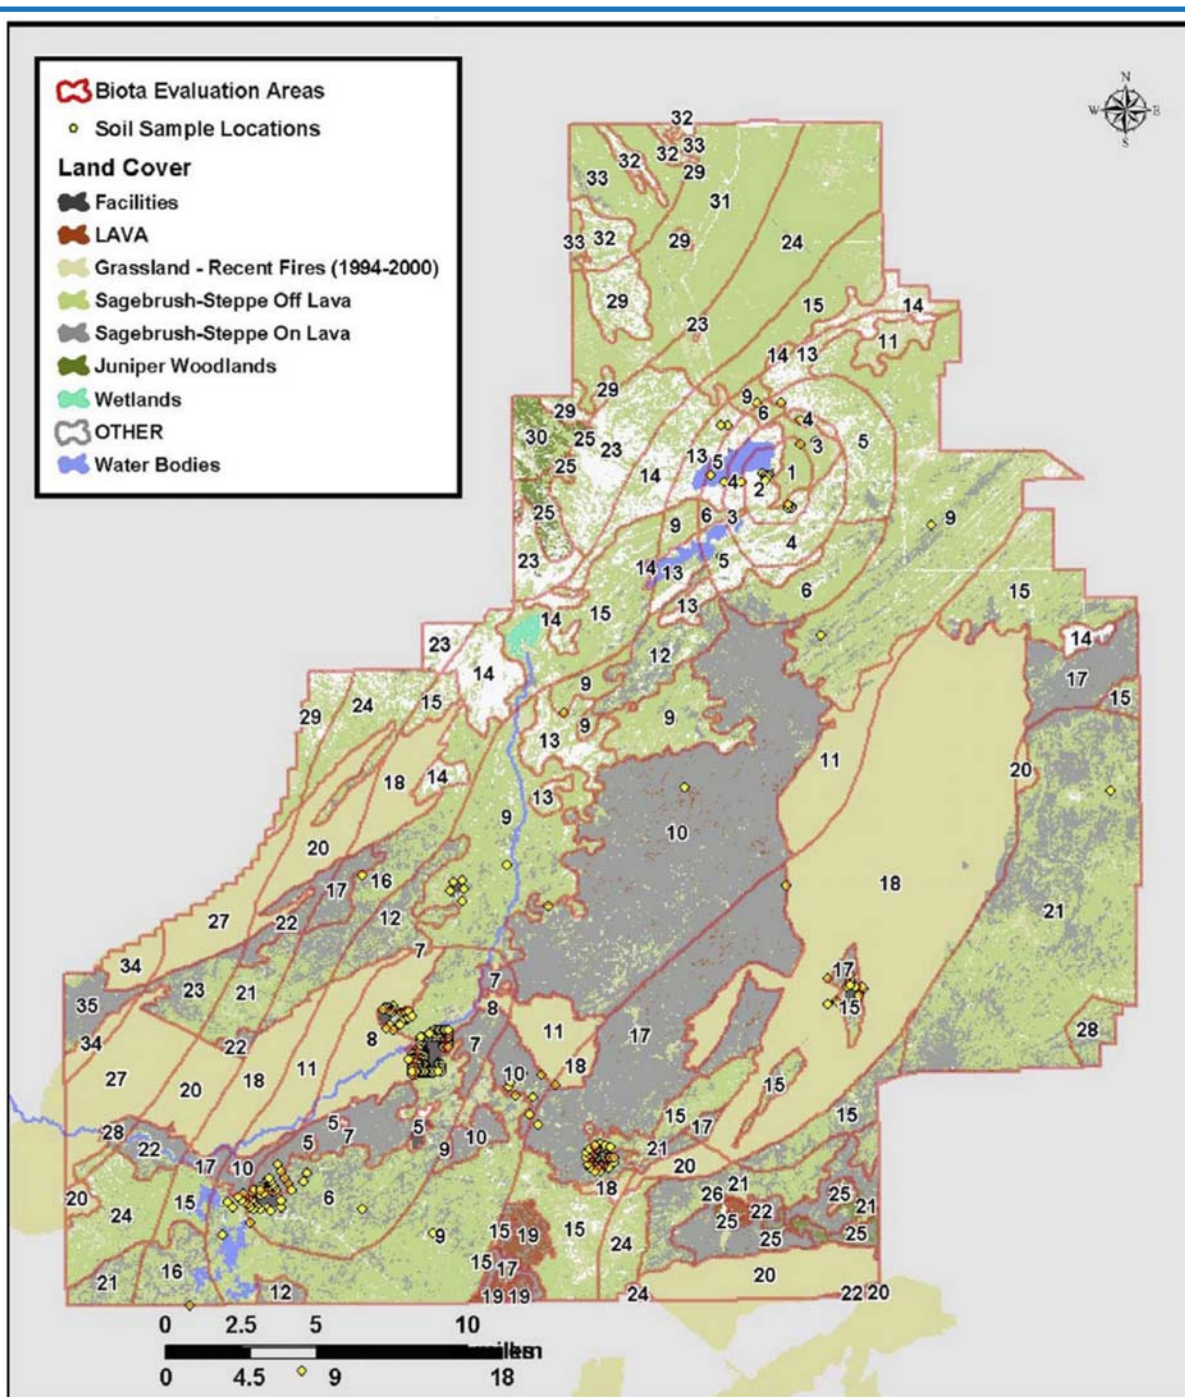 Biota Evaluation Areas
Soil Sample Locations
Land Cover
Facilities
LAVA
Grassland - Recent Fires (1994-2000)
Sagebrush-Steppe Off Lava
Sagebrush-Steppe On Lava
Juniper Woodlands
Wetlands
OTHER
Water Bodies
N
W E
S
32
33
32 32
29
33
31
33 32 29 24
29 15 14
23
11
14 13
29
9
29 6 4
30 25 23 3 5
25 13 5 1
14 4 2
25 9 6 3 9
4
23 14 13 5
6
13 15
14 15
23 12 14
14 17
9 15
24 15
29 9 9
13
18 14 11 20
13
9
20 10
17 16 18
22 12 21
27
7
34 17
35 23 21 7
8 15
11 17 28
34 22 8 7
27 20 18 11 18
10 15
28 5 15
22 5 7 5 10 15 17
17 10 9 21
20 18 20
24 15 6 21
26 25 21
22
25 25
9 15 19 15 24 25
16 15
21 17 20
12 19 19 24 22 20
0 2.5 5 10
0 4.5 9 18